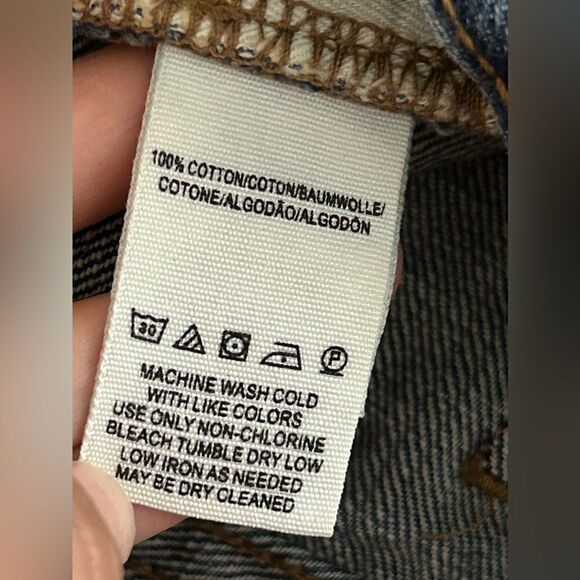 100% COTTON/COTON/BAUMWOLLE/
COTONE/ALGODÃO/ALGODÓN
30 P
MACHINE WASH COLD
WITH LIKE COLORS
USE ONLY NON-CHLORINE
BLEACH TUMBLE DRY LOW
LOW IRON AS NEEDED
MAY BE DRY CLEANED